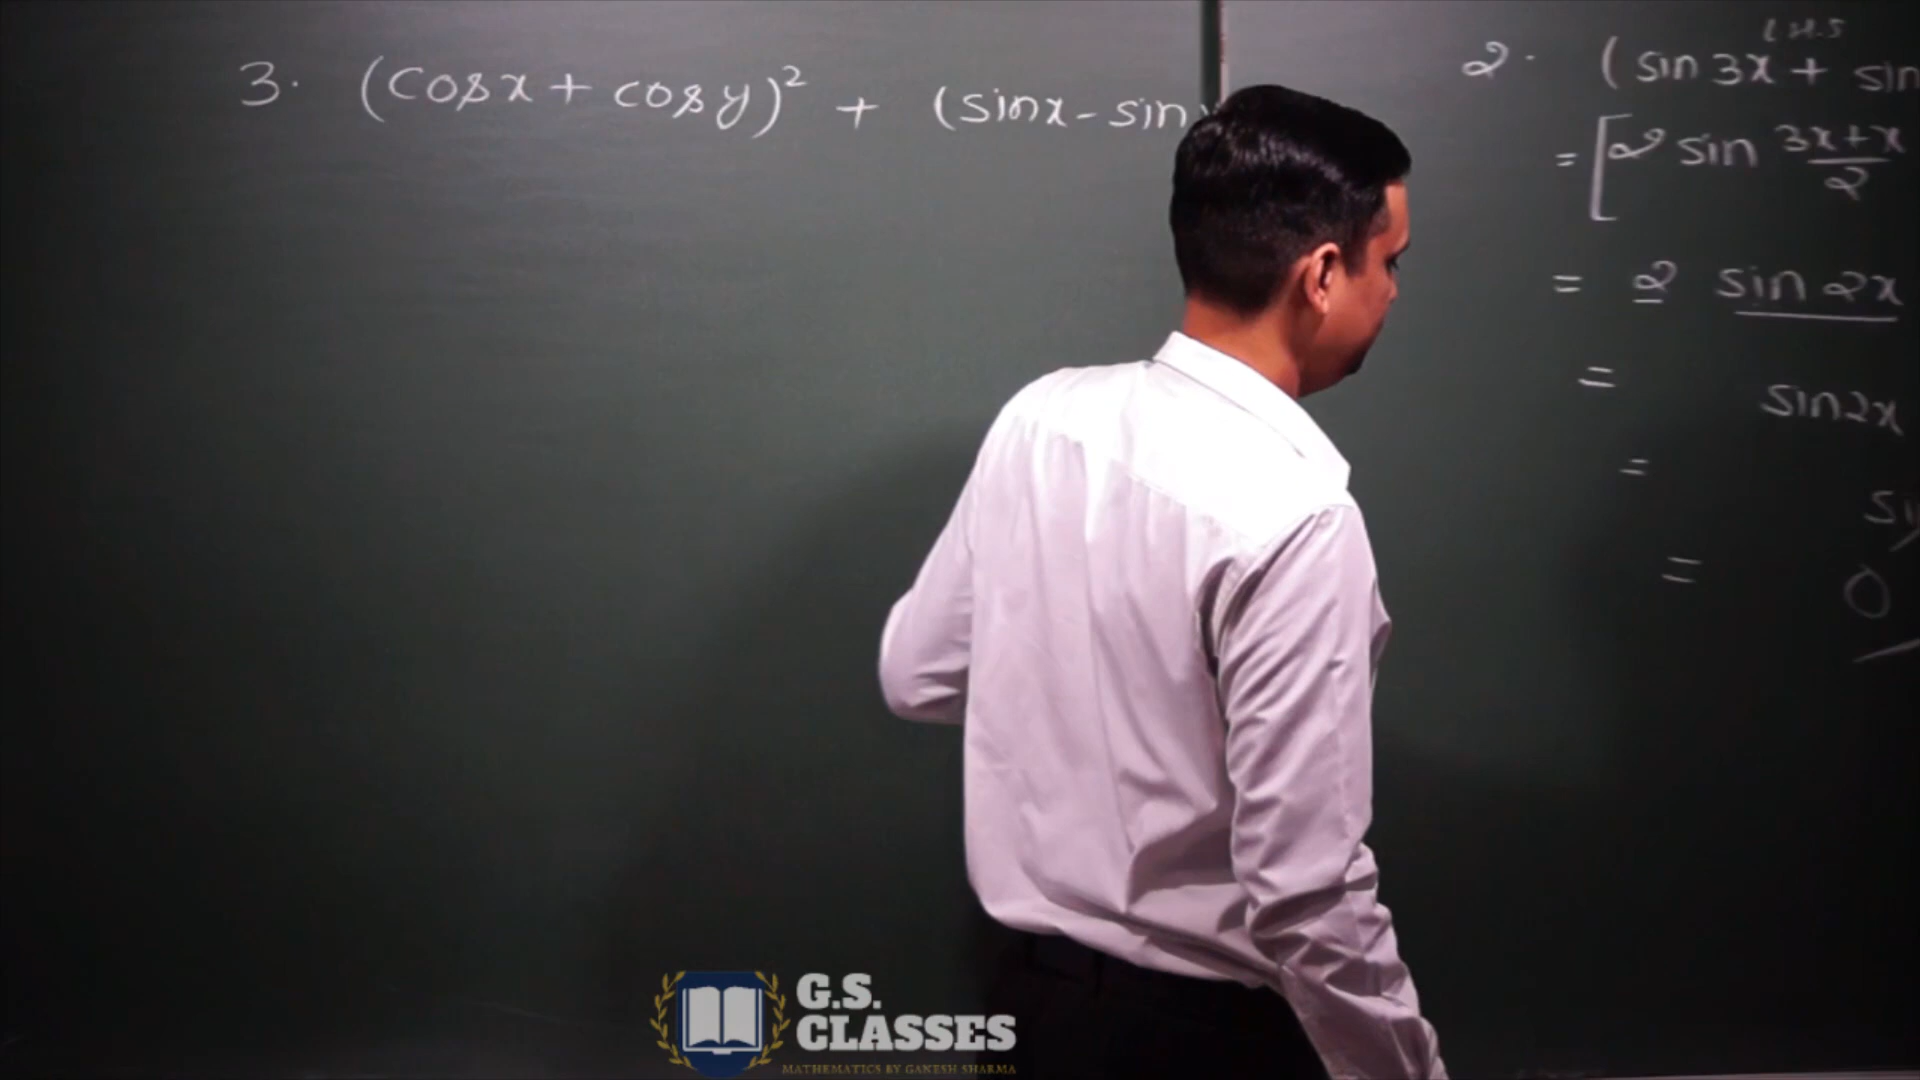 3. (cosx + cosy)² + (sinx - sin
L.H.S
2. (sin 3x + sin
= [2 sin 3x+x/2
= 2 sin 2x
= sin2x
=
= 0
G.S.
CLASSES
MATHEMATICS BY GANESH SHARMA